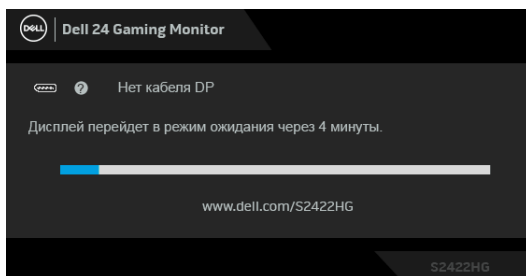 DELL Dell 24 Gaming Monitor
Нет кабеля DP
Дисплей перейдет в режим ожидания через 4 минуты.
www.dell.com/S2422HG
S2422HG